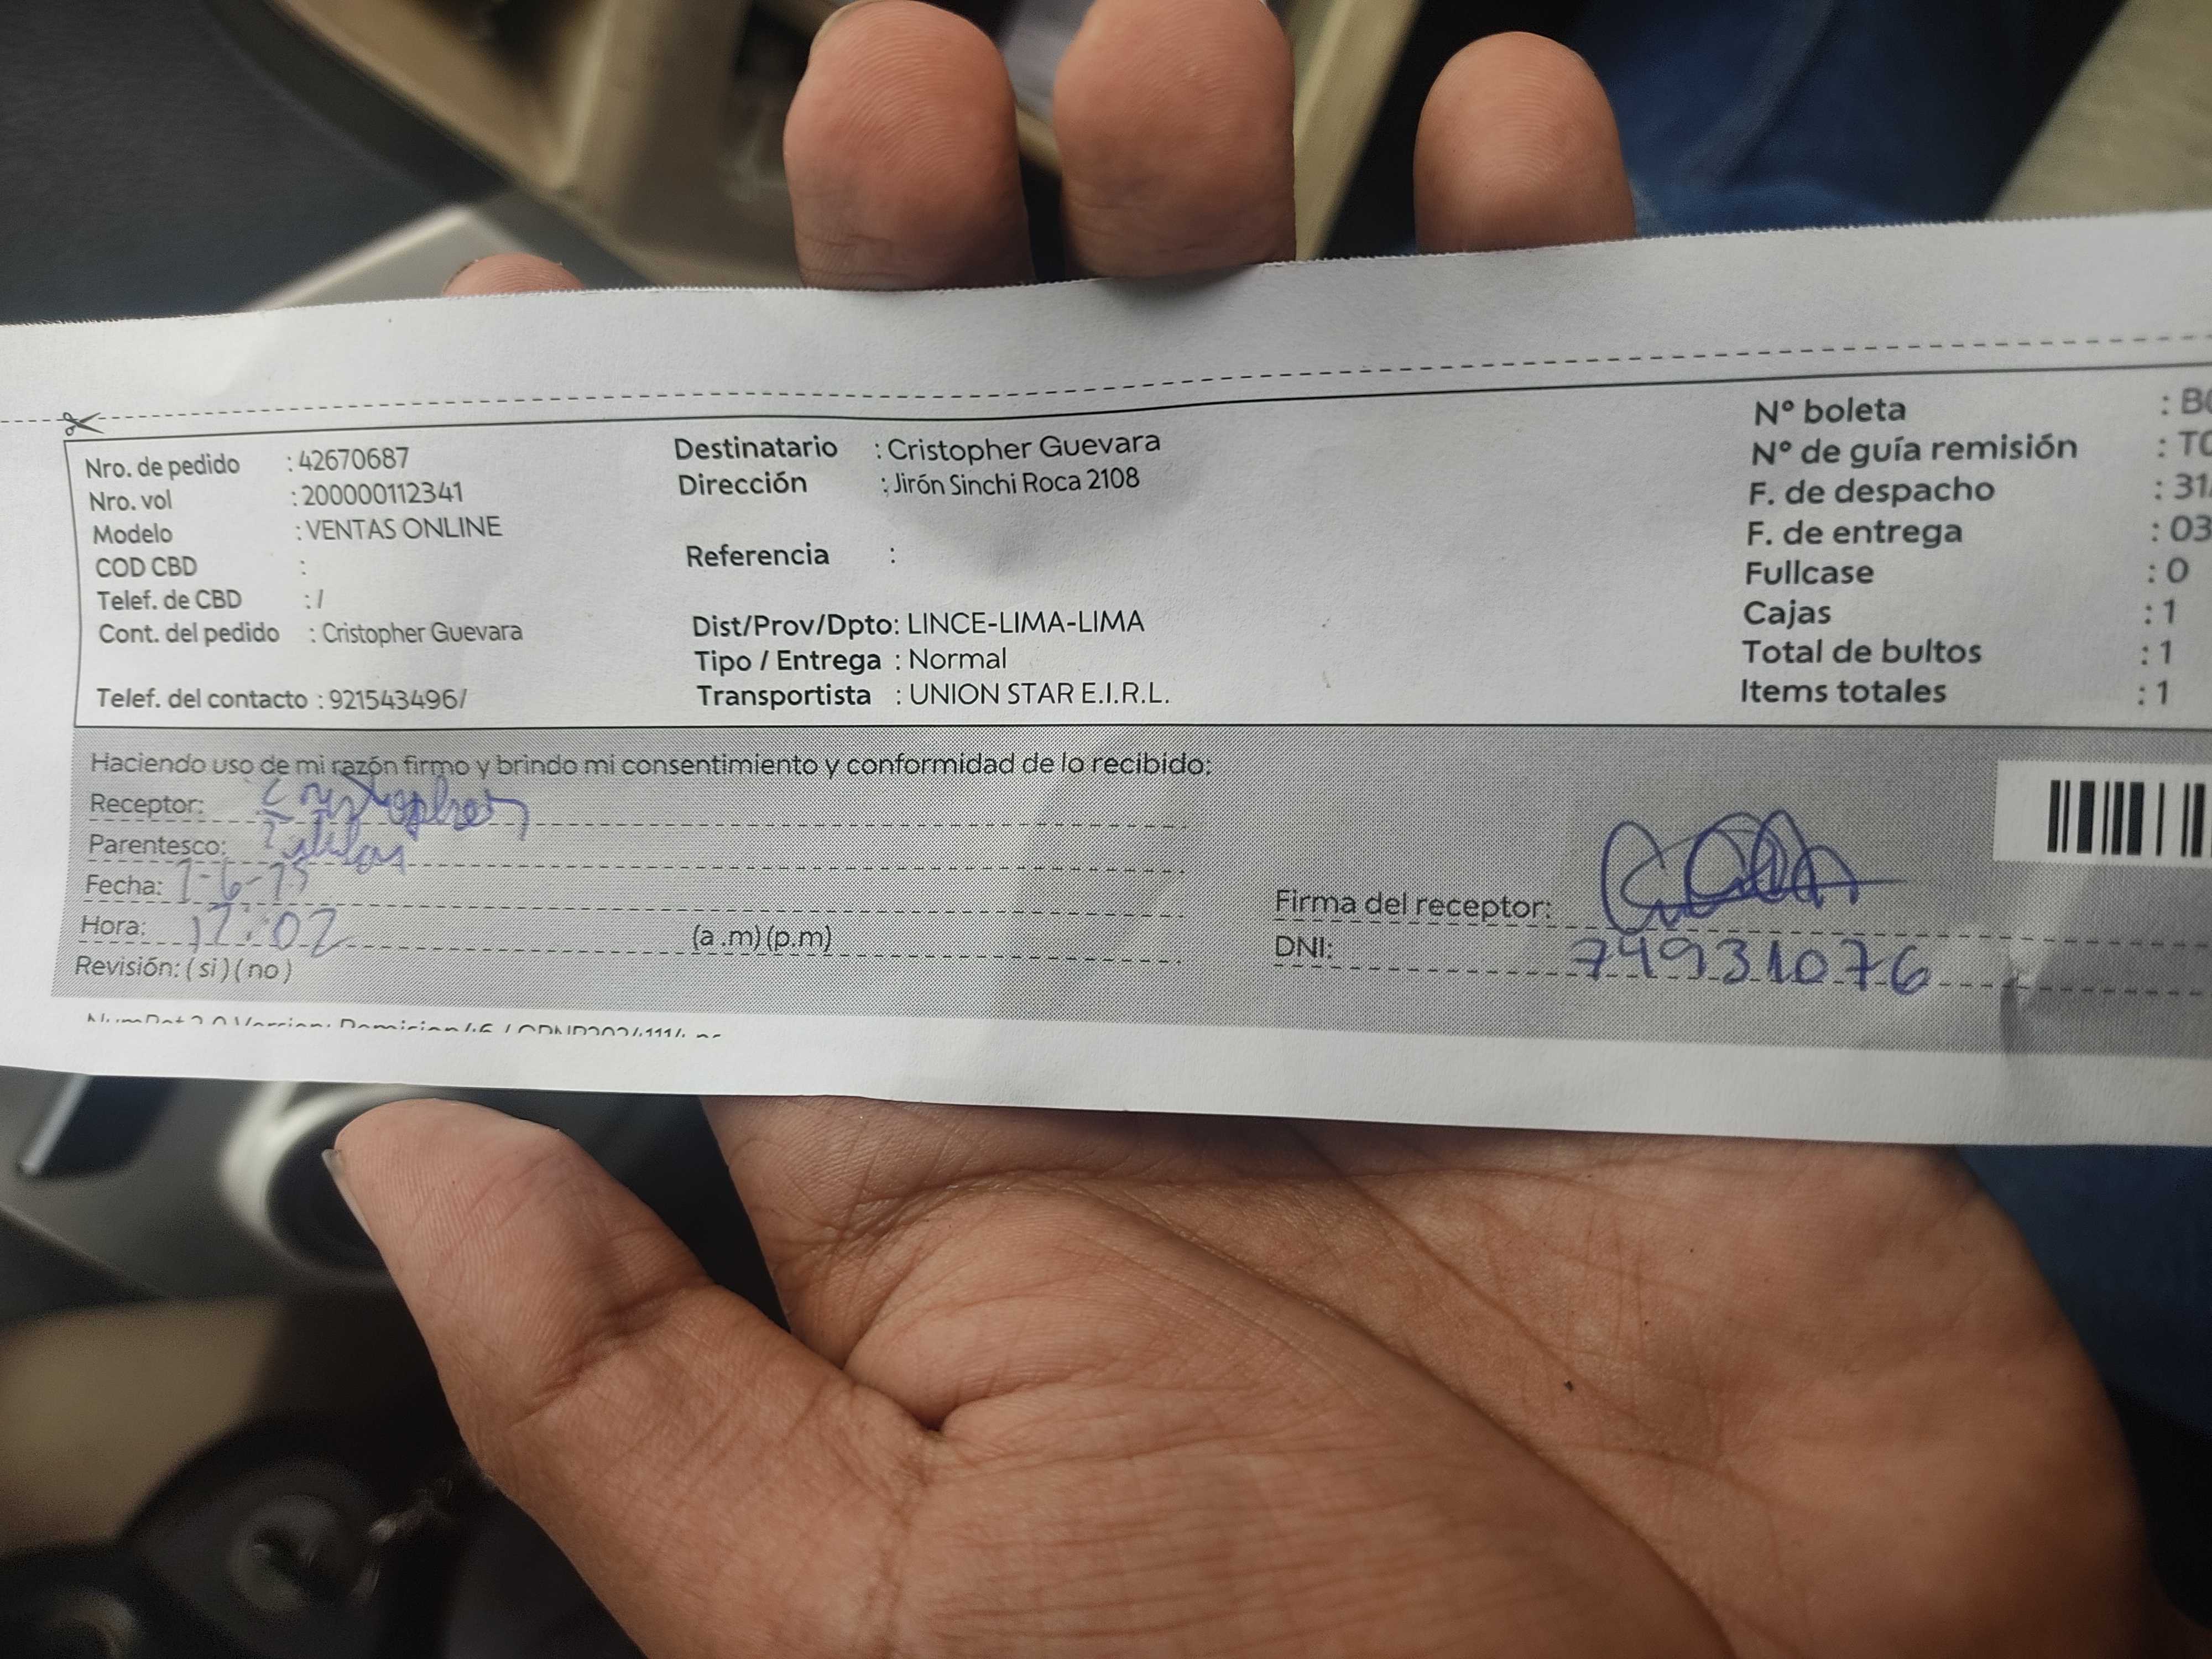 Nro. de pedido : 42670687
Nro. vol : 200000112341
Modelo : VENTAS ONLINE
COD CBD :
Telef. de CBD : /
Cont. del pedido : Cristopher Guevara
Telef. del contacto : 921543496/
Destinatario : Cristopher Guevara
Dirección : Jirón Sinchi Roca 2108
Referencia :
Dist/Prov/Dpto: LINCE-LIMA-LIMA
Tipo / Entrega : Normal
Transportista : UNION STAR E.I.R.L.
Nº boleta :
Nº de guía remisión :
F. de despacho : 31
F. de entrega : 03
Fullcase : 0
Cajas : 1
Total de bultos : 1
Items totales : 1
Haciendo uso de mi razón firmo y brindo mi consentimiento y conformidad de lo recibido:
Receptor: Cristopher
Parentesco: Titular
Fecha:
Hora: 12:02 (a .m) (p.m)
Revisión: ( si ) ( no )
Firma del receptor:
DNI: 74931076